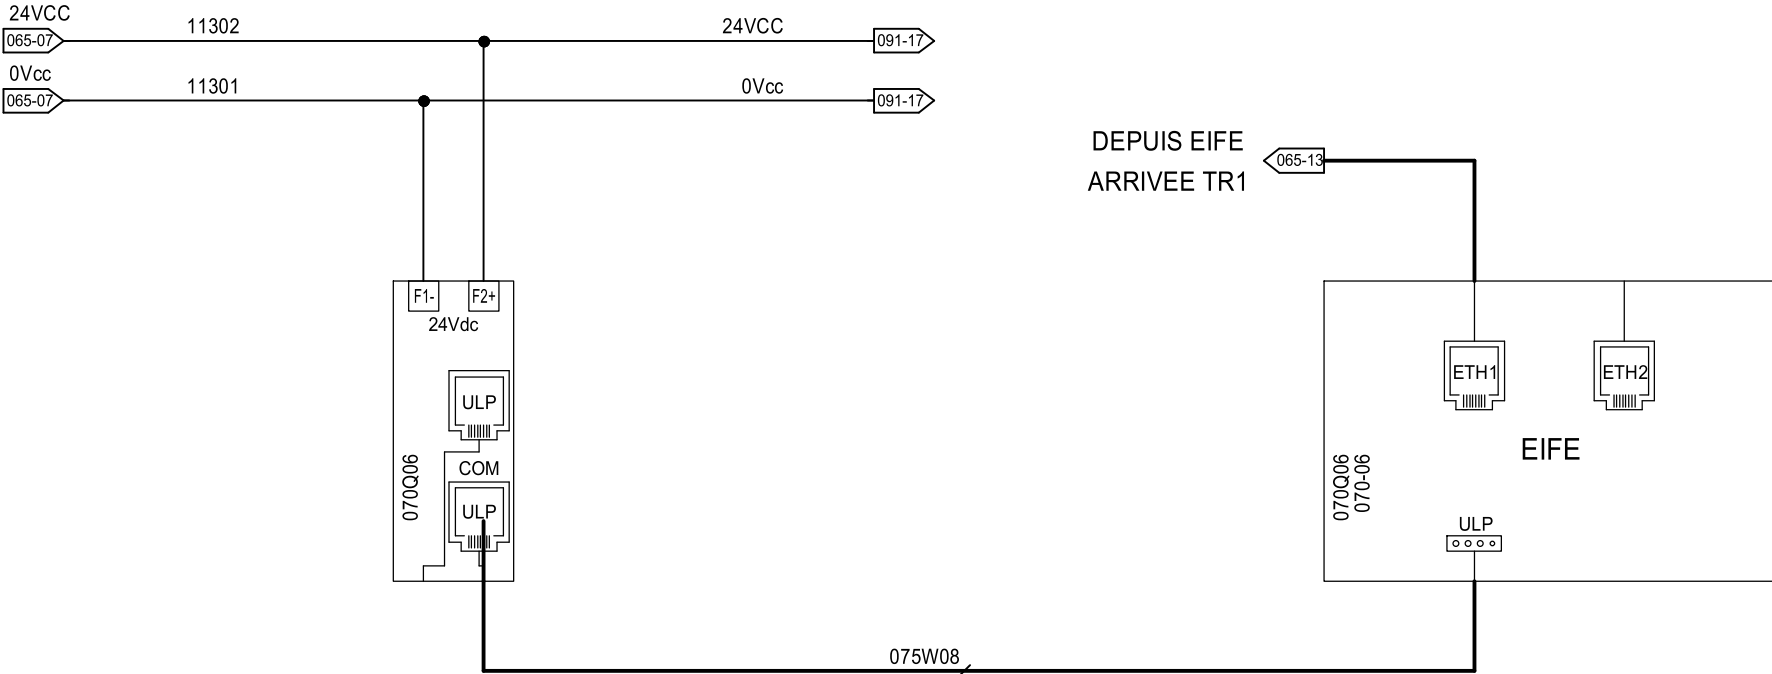 24VCC
065-07
11302
24VCC
091-17
0Vcc
065-07
11301
0Vcc
091-17
DEPUIS EIFE
065-13
ARRIVEE TR1
F1-
F2+
24Vdc
ULP
COM
ULP
070Q06
ETH1
ETH2
EIFE
070Q06
070-06
ULP
075W08